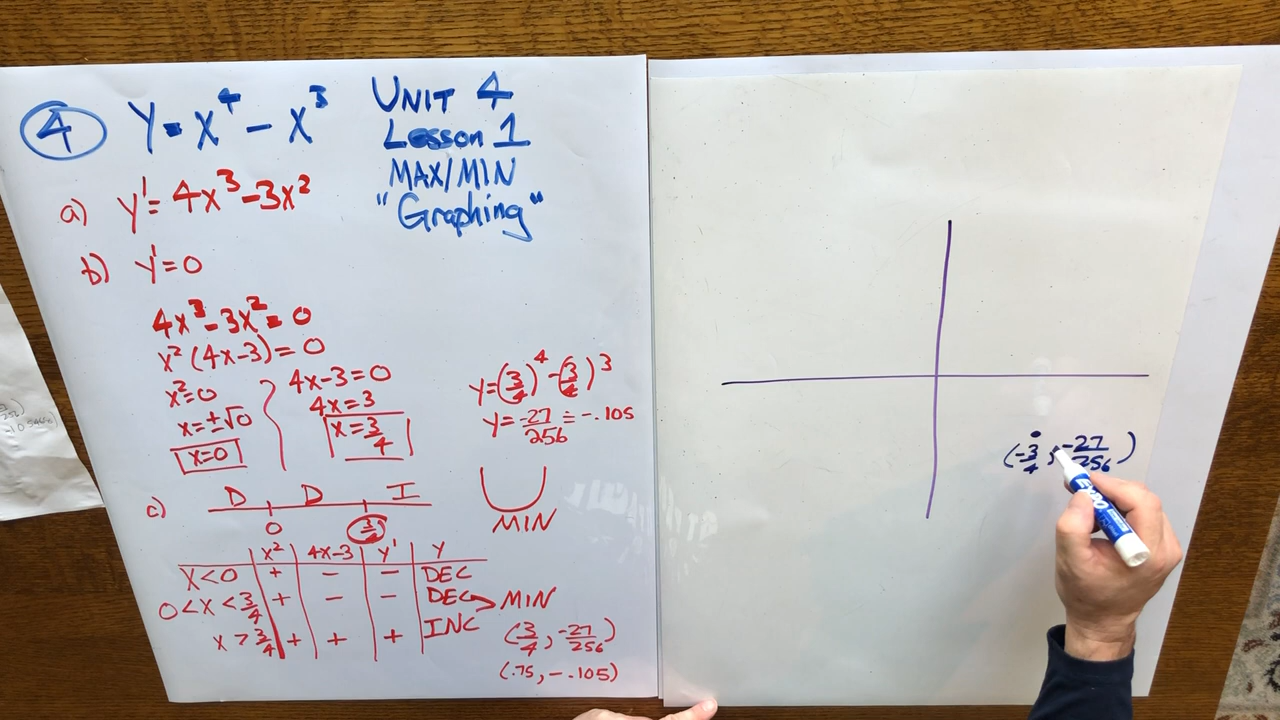 4 Y=x⁴-x³
UNIT 4
Lesson 1
MAX/MIN
"Graphing"
a) y'=4x³-3x²
b) y'=0
4x³-3x²=0
x²(4x-3)=0
x²=0
x=±√0
x=0
4x-3=0
4x=3
x=3/4
y=(3/4)⁴-(3/4)³
y=-27/256≐-.105
c) D D I
0 3/4
MIN
x² 4x-3 y' y
x<0 + - - DEC
0<x<3/4 + - - DEC MIN
x>3/4 + + + INC
(3/4, -27/256)
(.75, -.105)
(-3/4, -27/256)
EXPO